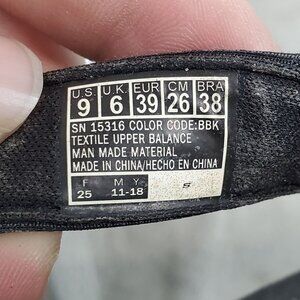 U.S. U.K. EUR CM BRA
9 6 39 26 38
SN 15316 COLOR CODE:BBK
TEXTILE UPPER BALANCE
MAN MADE MATERIAL
MADE IN CHINA/HECHO EN CHINA
F M Y S
25 11-18